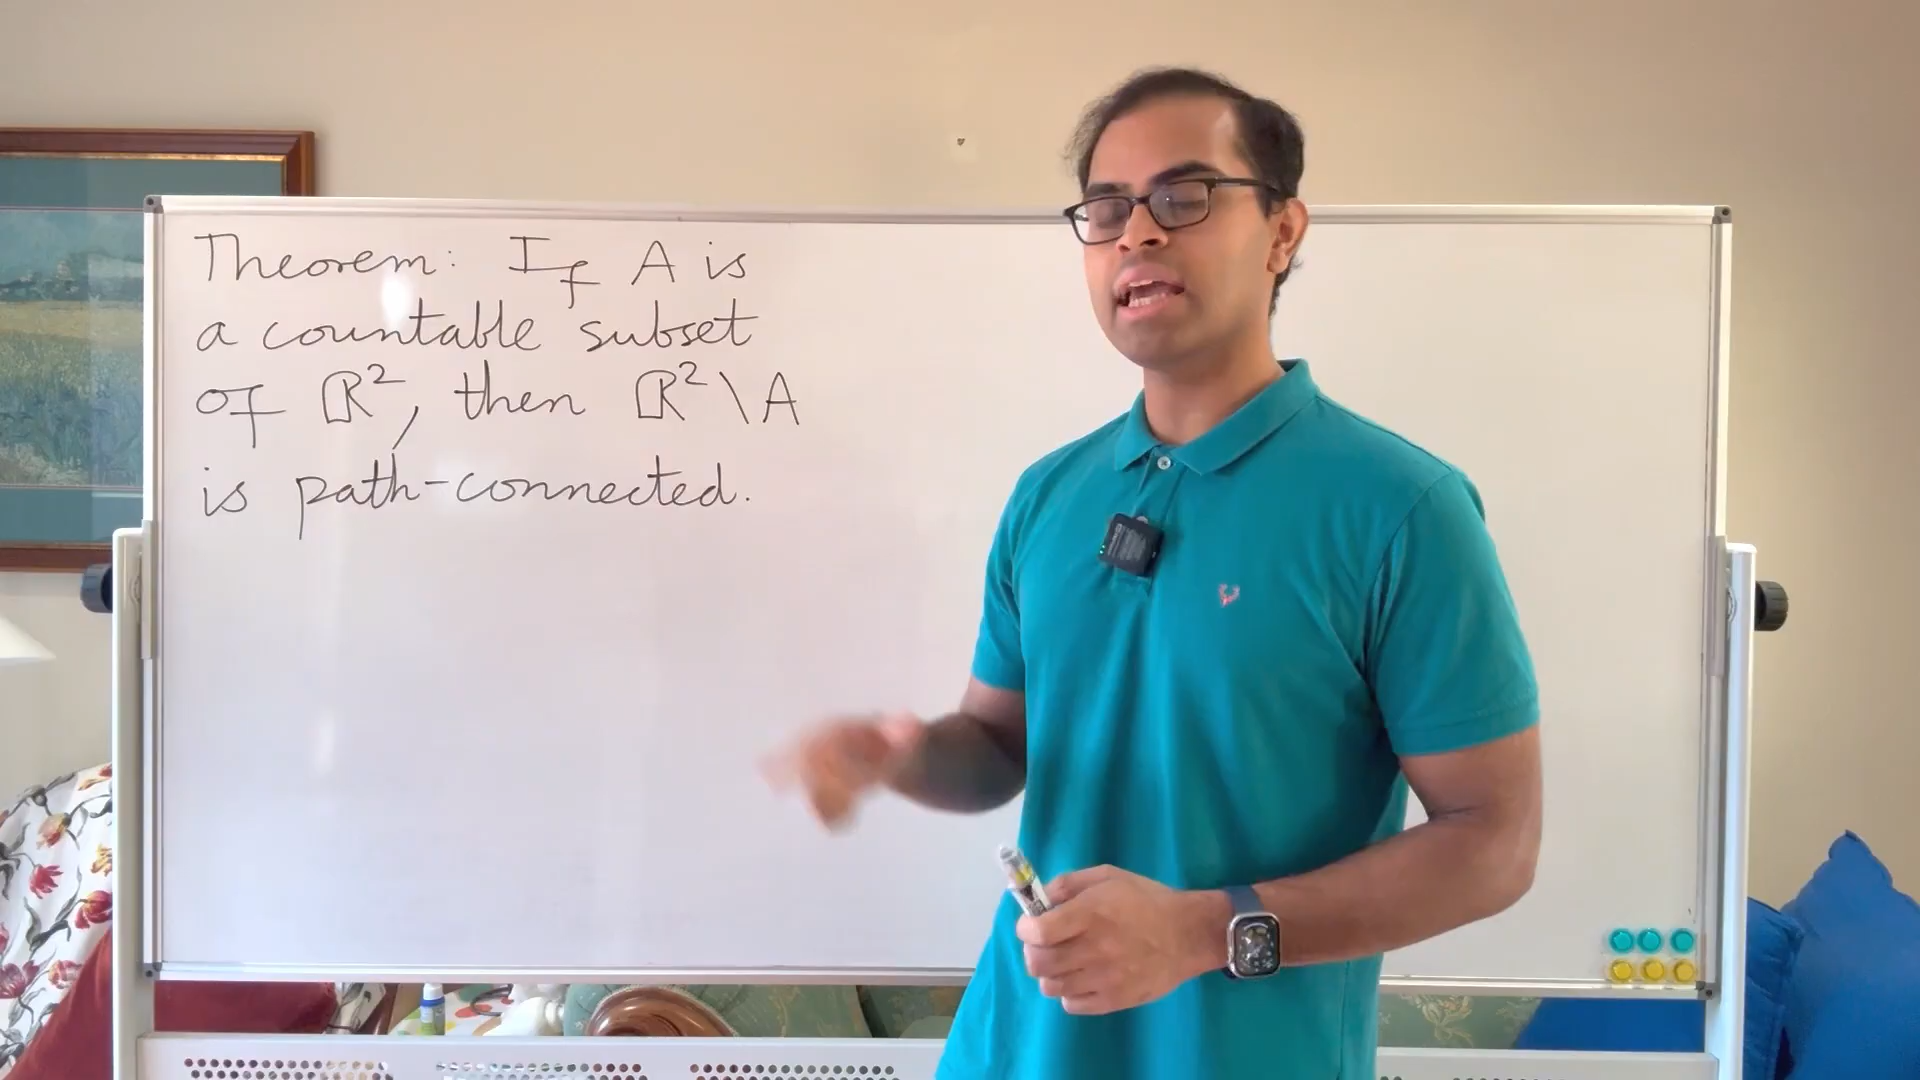 Theorem: If A is
a countable subset
of ℝ², then ℝ²\A
is path-connected.